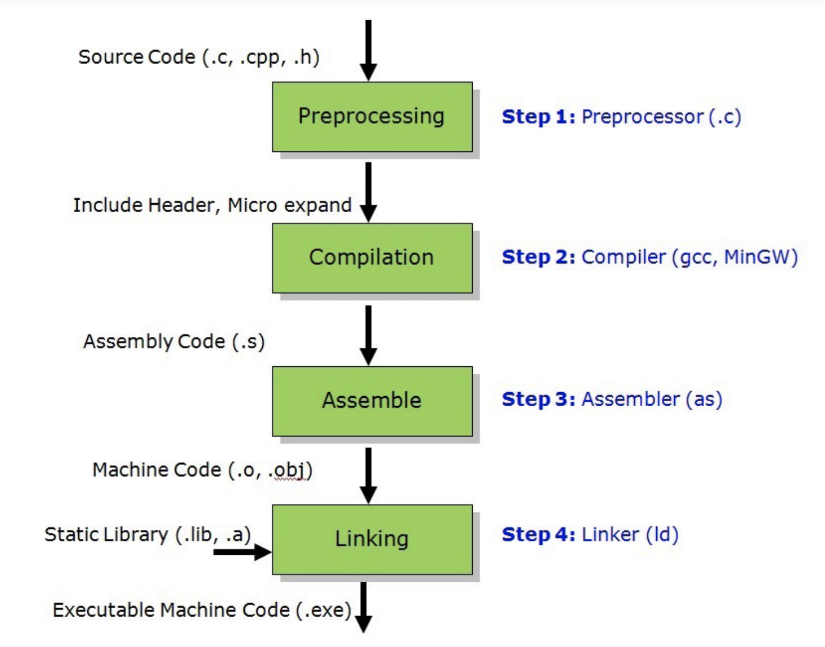 Source Code (.c, .cpp, .h)
Preprocessing
Step 1: Preprocessor (.c)
Include Header, Micro expand
Compilation
Step 2: Compiler (gcc, MinGW)
Assembly Code (.s)
Assemble
Step 3: Assembler (as)
Machine Code (.o, .obj)
Static Library (.lib, .a)
Linking
Step 4: Linker (ld)
Executable Machine Code (.exe)